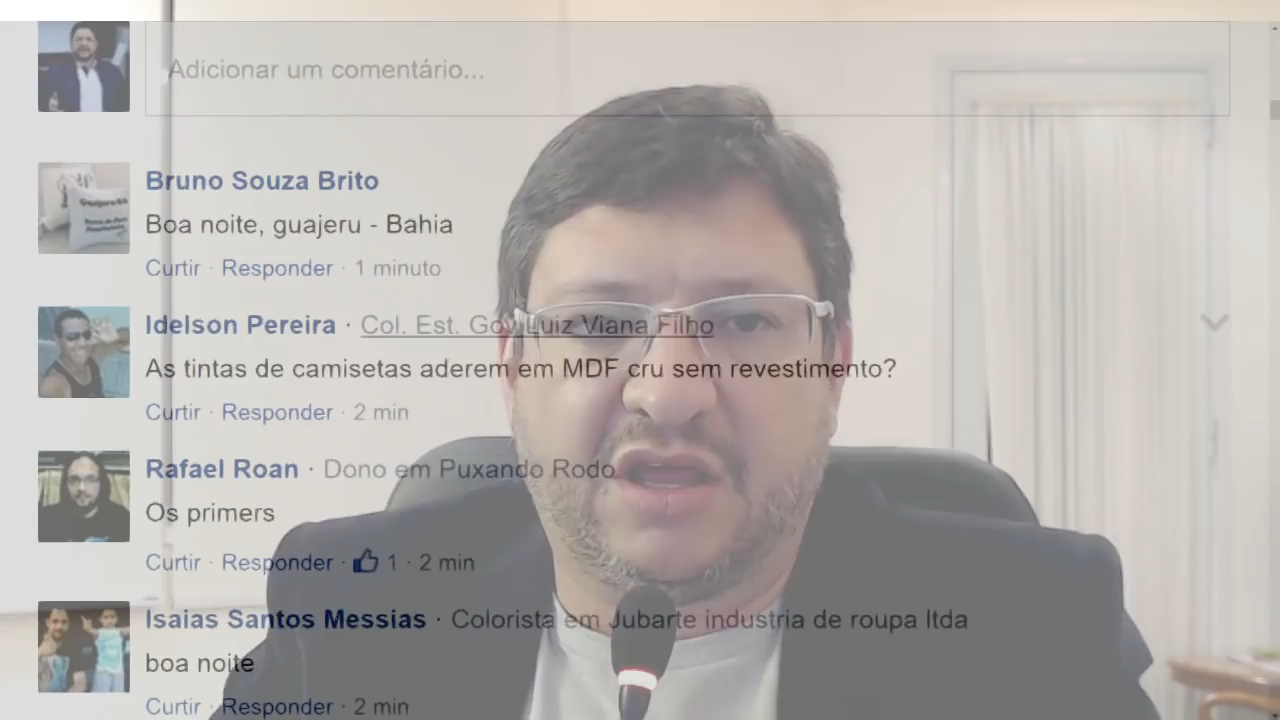 Adicionar um comentário...
Bruno Souza Brito
Boa noite, guajeru - Bahia
Curtir · Responder · 1 minuto
Idelson Pereira · Col. Est. Gov Luiz Viana Filho
As tintas de camisetas aderem em MDF cru sem revestimento?
Curtir · Responder · 2 min
Rafael Roan · Dono em Puxando Rodo
Os primers
Curtir · Responder · 1 · 2 min
Isaias Santos Messias · Colorista em Jubarte industria de roupa ltda
boa noite
Curtir · Responder · 2 min